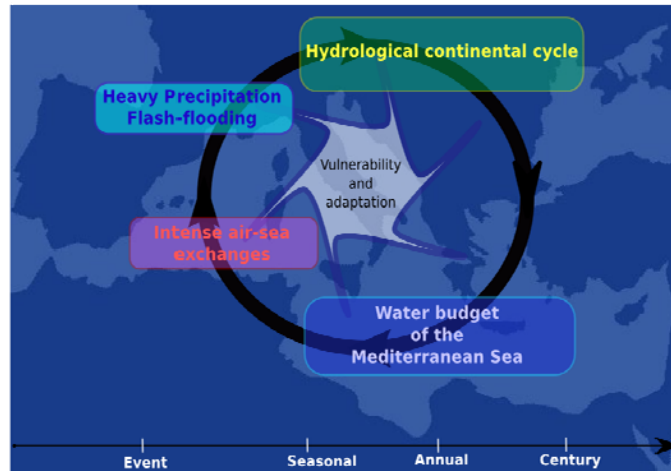 Hydrological continental cycle
Heavy Precipitation
Flash-flooding
Vulnerability
and
adaptation
Intense air-sea
exchanges
Water budget
of the
Mediterranean Sea
Event
Seasonal
Annual
Century